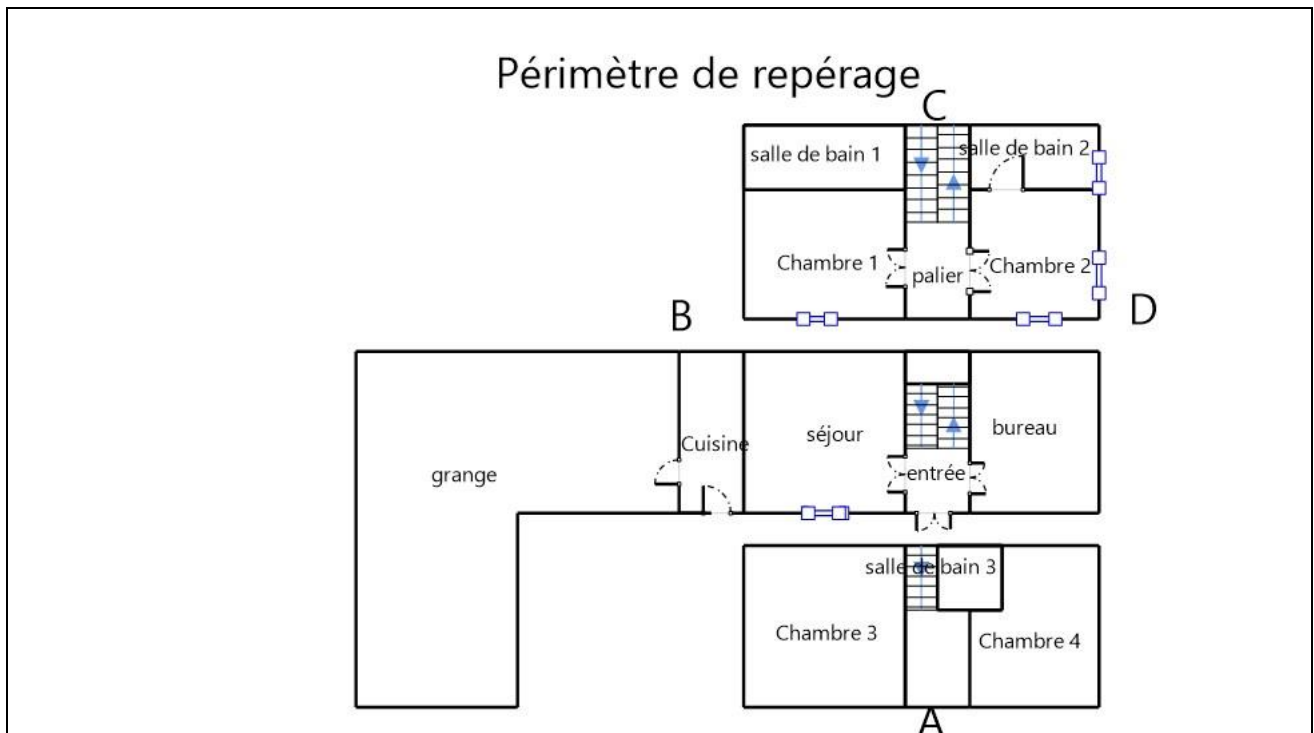 Périmètre de repérage
C
salle de bain 1
salle de bain 2
Chambre 1
palier
Chambre 2
B
D
Cuisine
séjour
bureau
grange
entrée
salle de bain 3
Chambre 3
Chambre 4
A